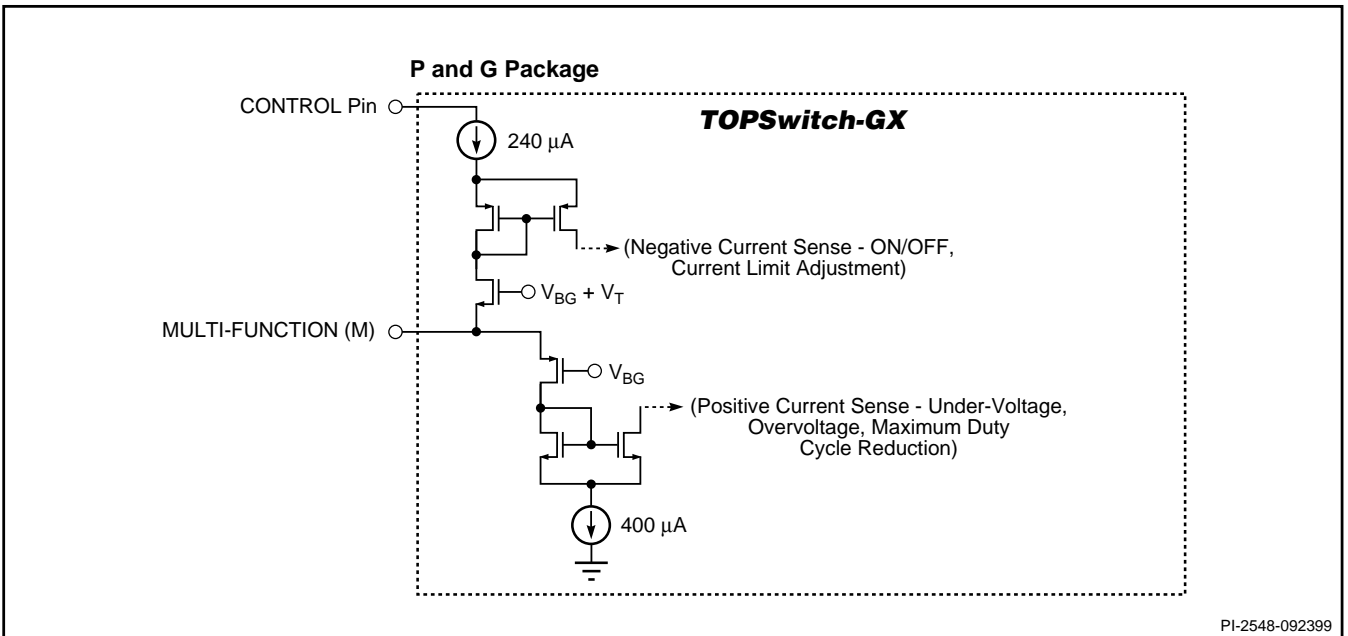 P and G Package
CONTROL Pin
TOPSwitch-GX
240 µA
(Negative Current Sense - ON/OFF,
Current Limit Adjustment)
V_BG + V_T
MULTI-FUNCTION (M)
V_BG
(Positive Current Sense - Under-Voltage,
Overvoltage, Maximum Duty
Cycle Reduction)
400 µA
PI-2548-092399